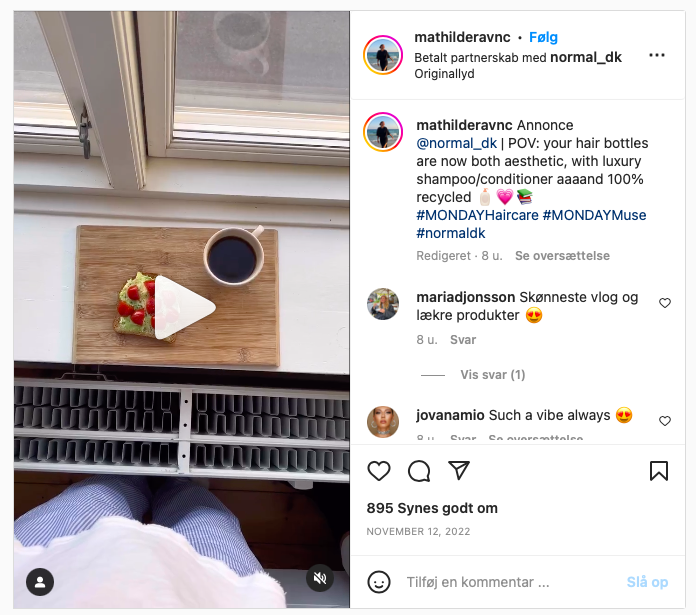 mathilderavnc • Følg
Betalt partnerskab med normal_dk
Originallyd
mathilderavnc Annonce
@normal_dk | POV: your hair bottles
are now both aesthetic, with luxury
shampoo/conditioner aaaand 100%
recycled 🕯️💗📚
#MONDAYHaircare #MONDAYMuse
#normaldk
Redigeret · 8 u. Se oversættelse
mariadjonsson Skønneste vlog og
lækre produkter 😍
8 u. Svar
Vis svar (1)
jovanamio Such a vibe always 😍
8 u. Svar Se oversættelse
895 Synes godt om
NOVEMBER 12, 2022
Tilføj en kommentar ...
Slå op